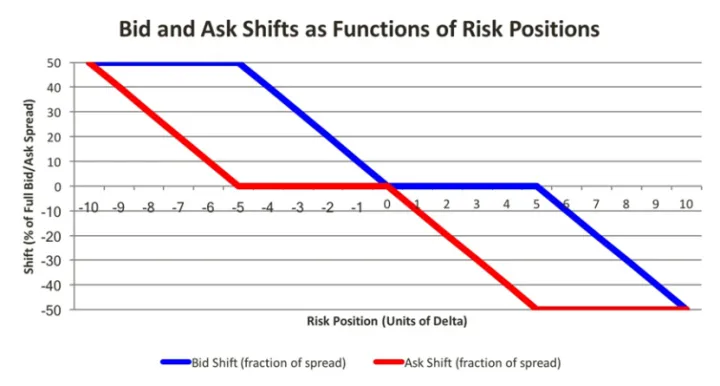 Bid and Ask Shifts as Functions of Risk Positions
Shift (% of Full Bid/Ask Spread)
50
40
30
20
10
0
-10
-20
-30
-40
-50
-10 -9 -8 -7 -6 -5 -4 -3 -2 -1 0 1 2 3 4 5 6 7 8 9 10
Risk Position (Units of Delta)
Bid Shift (fraction of spread) Ask Shift (fraction of spread)